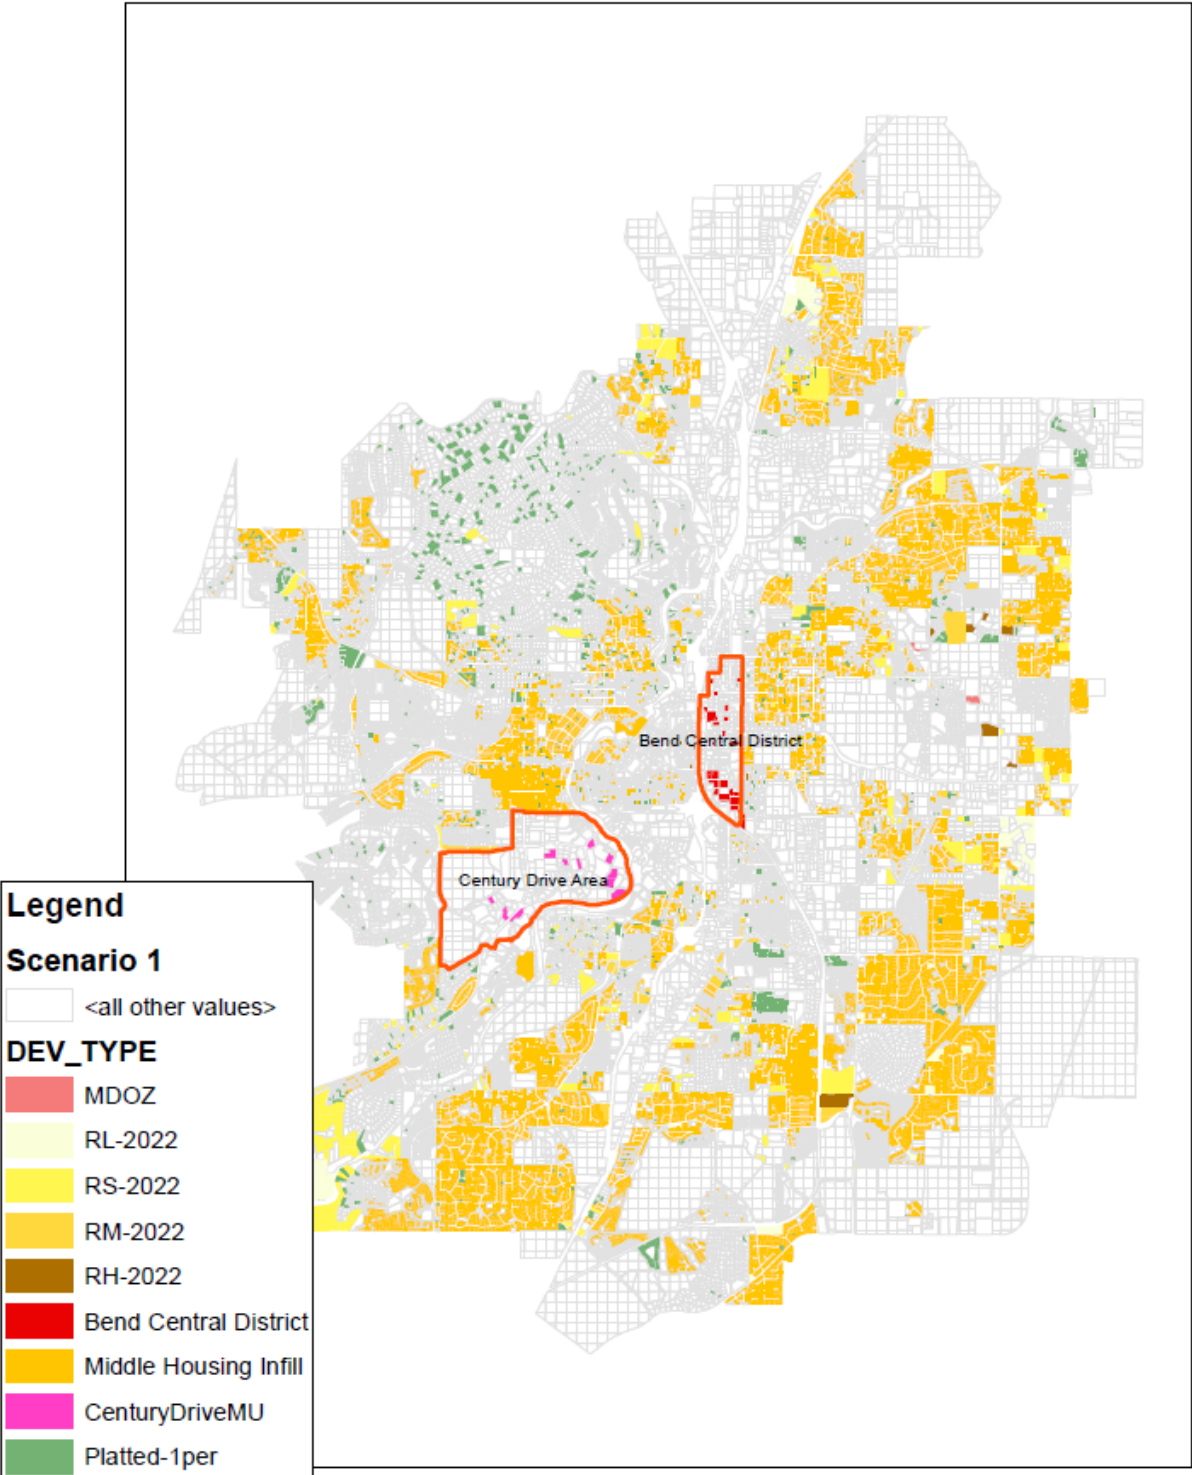 Bend Central District
Century Drive Area
Legend
Scenario 1
<all other values>
DEV_TYPE
MDOZ
RL-2022
RS-2022
RM-2022
RH-2022
Bend Central District
Middle Housing Infill
CenturyDriveMU
Platted-1per